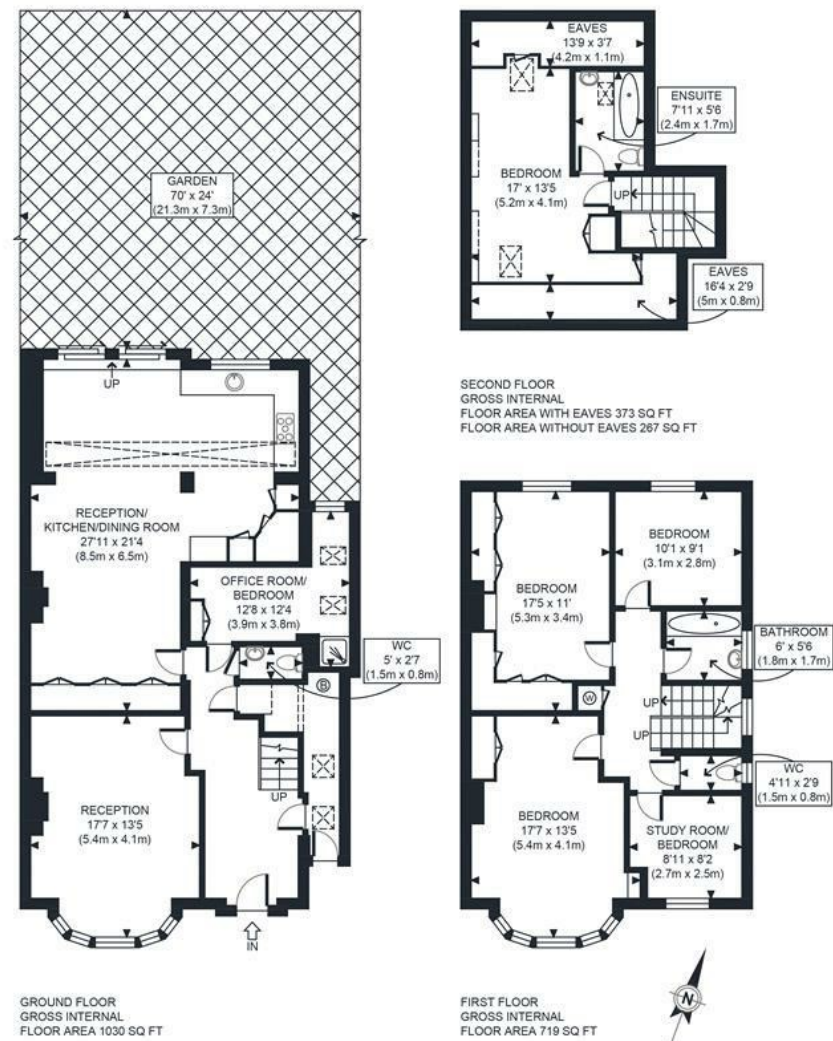 GARDEN
70' x 24'
(21.3m x 7.3m)
UP
RECEPTION/
KITCHEN/DINING ROOM
27'11 x 21'4
(8.5m x 6.5m)
OFFICE ROOM/
BEDROOM
12'8 x 12'4
(3.9m x 3.8m)
WC
5' x 2'7
(1.5m x 0.8m)
B
UP
RECEPTION
17'7 x 13'5
(5.4m x 4.1m)
IN
GROUND FLOOR
GROSS INTERNAL
FLOOR AREA 1030 SQ FT
EAVES
13'9 x 3'7
(4.2m x 1.1m)
ENSUITE
7'11 x 5'6
(2.4m x 1.7m)
BEDROOM
17' x 13'5
(5.2m x 4.1m)
UP
EAVES
16'4 x 2'9
(5m x 0.8m)
SECOND FLOOR
GROSS INTERNAL
FLOOR AREA WITH EAVES 373 SQ FT
FLOOR AREA WITHOUT EAVES 267 SQ FT
BEDROOM
10'1 x 9'1
(3.1m x 2.8m)
BEDROOM
17'5 x 11'
(5.3m x 3.4m)
BATHROOM
6' x 5'6
(1.8m x 1.7m)
W
UP
UP
WC
4'11 x 2'9
(1.5m x 0.8m)
BEDROOM
17'7 x 13'5
(5.4m x 4.1m)
STUDY ROOM/
BEDROOM
8'11 x 8'2
(2.7m x 2.5m)
FIRST FLOOR
GROSS INTERNAL
FLOOR AREA 719 SQ FT
N